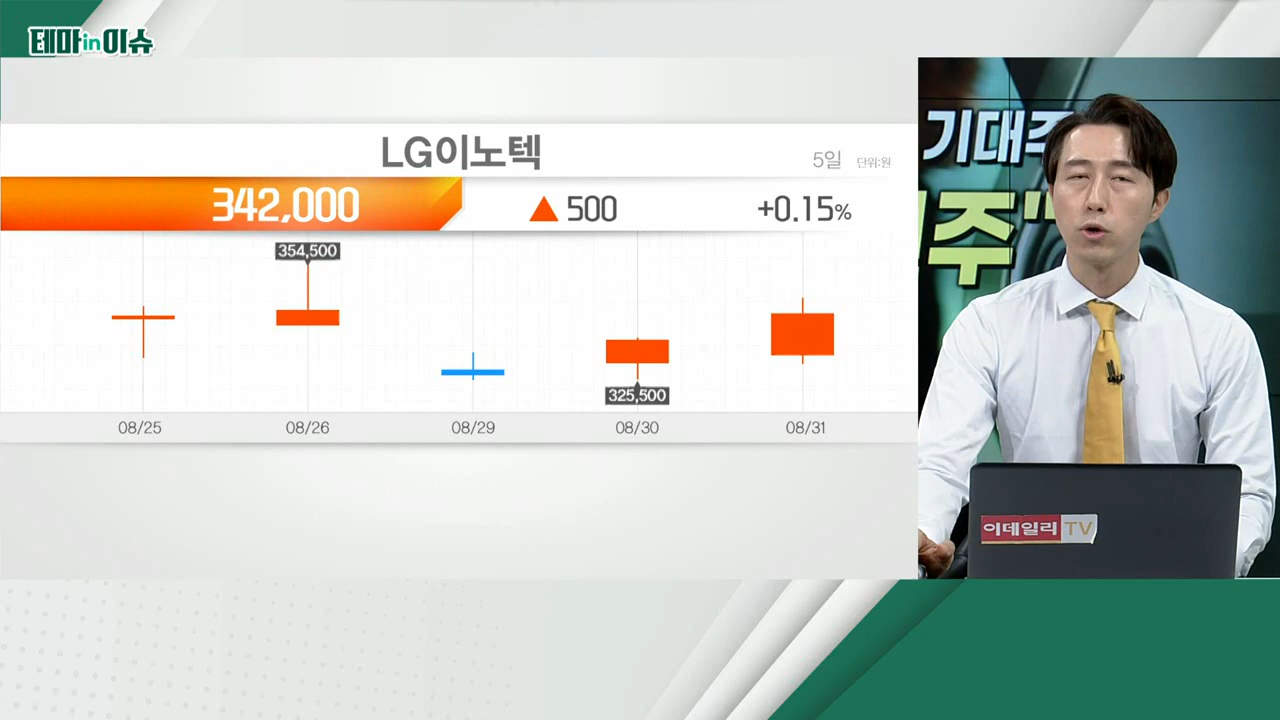 테마in이슈
LG이노텍
5일 단위:원
342,000 ▲500 +0.15%
354,500
325,500
08/25 08/26 08/29 08/30 08/31
기대주
주"
이데일리TV